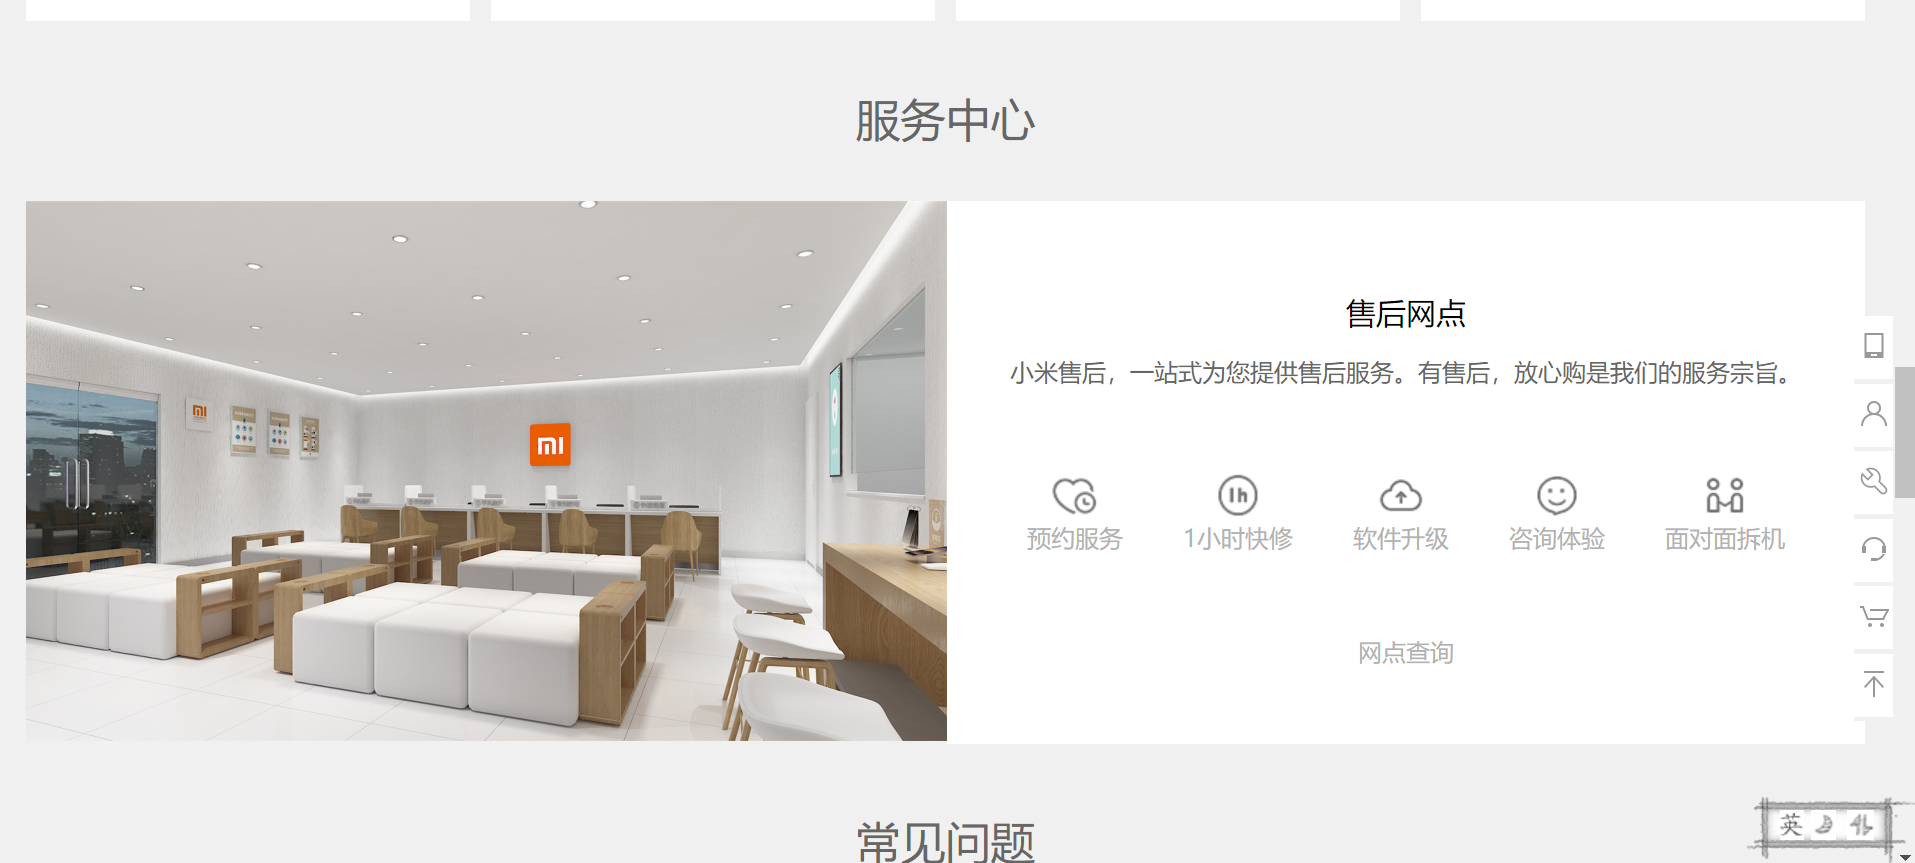 服务中心
mi
mi
售后网点
小米售后，一站式为您提供售后服务。有售后，放心购是我们的服务宗旨。
1h
预约服务 1小时快修 软件升级 咨询体验 面对面拆机
网点查询
常见问题
英